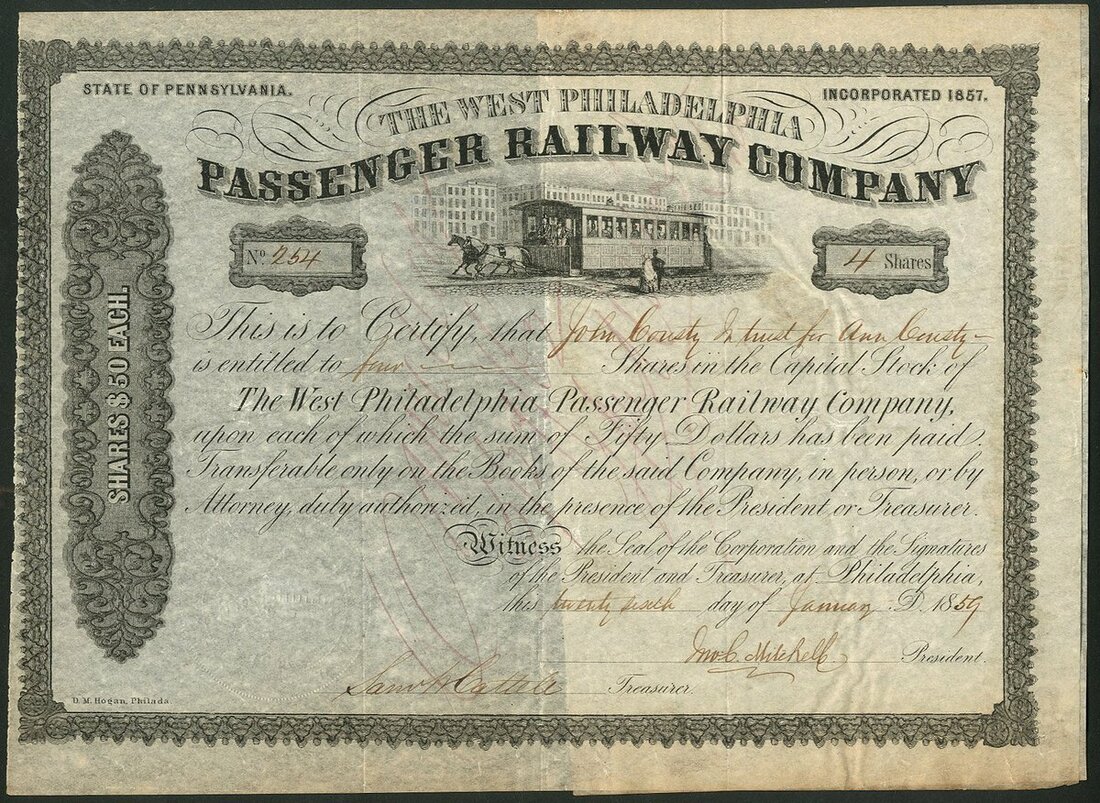 STATE OF PENNSYLVANIA.
INCORPORATED 1857.
THE WEST PHILADELPHIA
PASSENGER RAILWAY COMPANY
No 254
4 Shares
SHARES $50 EACH.
This is to Certify, that John Cousty In trust for Ann Cousty
is entitled to four Shares in the Capital Stock of
The West Philadelphia Passenger Railway Company,
upon each of which the sum of Fifty Dollars has been paid.
Transferable only on the Books of the said Company, in person, or by
Attorney, duly authorized, in the presence of the President or Treasurer.
Witness the Seal of the Corporation and the Signatures
of the President and Treasurer, at Philadelphia,
this twenty sixth day of January D. 1859
Jno. C. Mitchell President.
Treasurer.
D. M. Hogan, Philada.